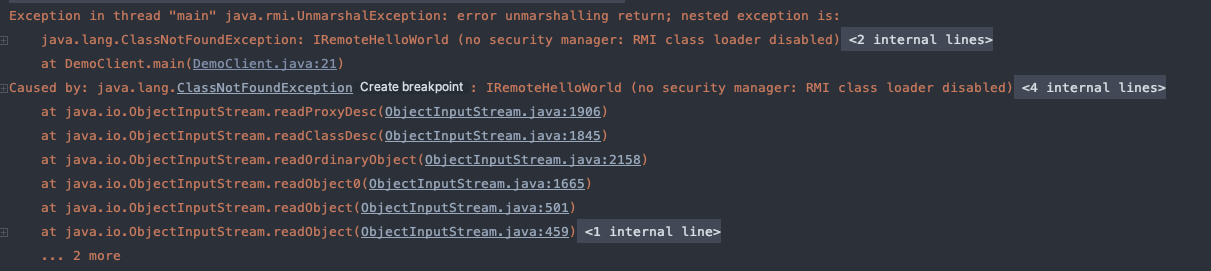 Exception in thread "main" java.rmi.UnmarshalException: error unmarshalling return; nested exception is:
java.lang.ClassNotFoundException: IRemoteHelloWorld (no security manager: RMI class loader disabled) <2 internal lines>
at DemoClient.main(DemoClient.java:21)
Caused by: java.lang.ClassNotFoundException Create breakpoint : IRemoteHelloWorld (no security manager: RMI class loader disabled) <4 internal lines>
at java.io.ObjectInputStream.readProxyDesc(ObjectInputStream.java:1906)
at java.io.ObjectInputStream.readClassDesc(ObjectInputStream.java:1845)
at java.io.ObjectInputStream.readOrdinaryObject(ObjectInputStream.java:2158)
at java.io.ObjectInputStream.readObject0(ObjectInputStream.java:1665)
at java.io.ObjectInputStream.readObject(ObjectInputStream.java:501)
at java.io.ObjectInputStream.readObject(ObjectInputStream.java:459) <1 internal line>
... 2 more